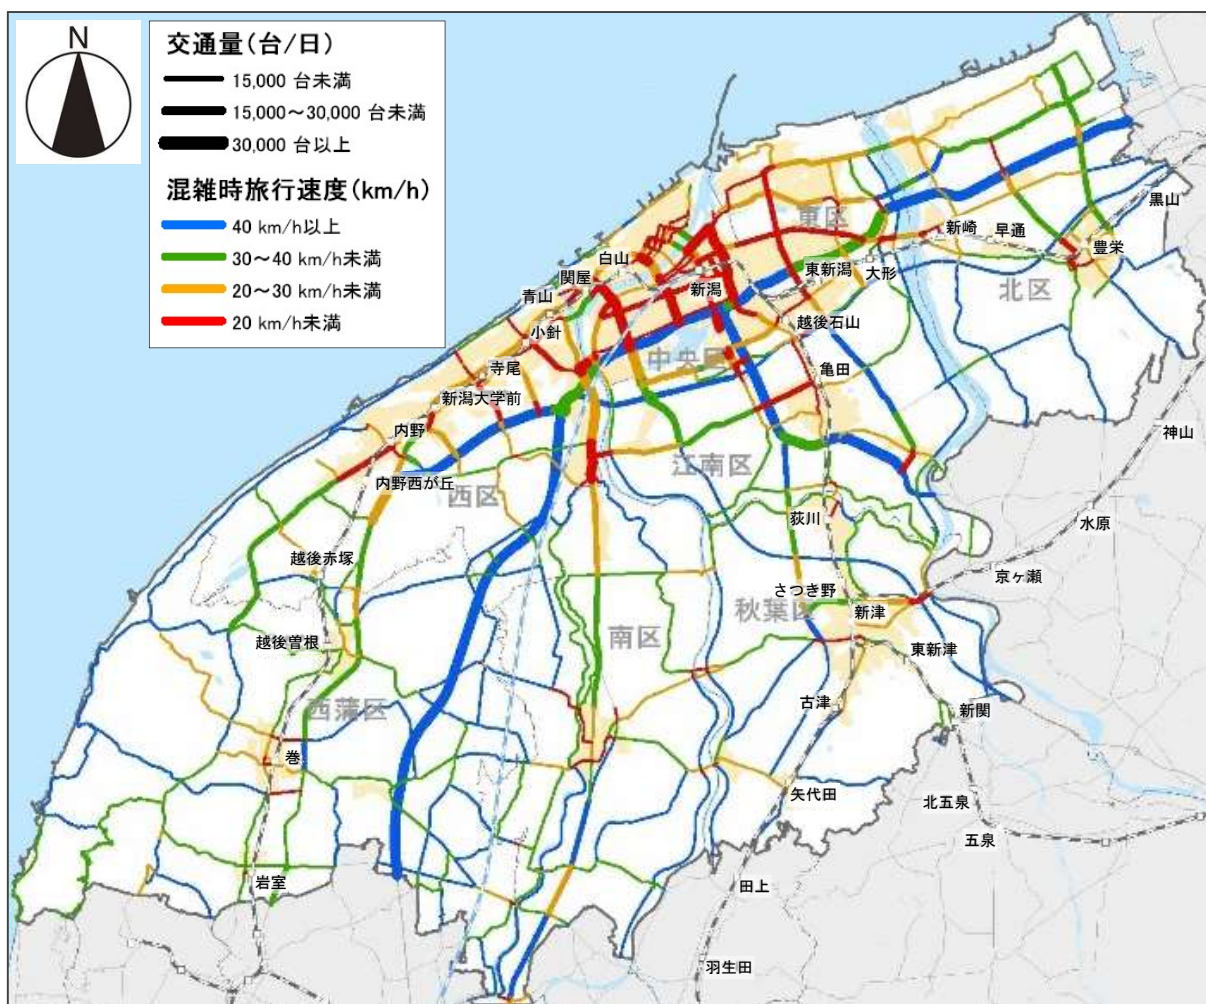 N
交通量(台/日)
15,000 台未満
15,000～30,000 台未満
30,000 台以上
混雑時旅行速度(km/h)
40 km/h以上
30～40 km/h未満
20～30 km/h未満
20 km/h未満
黒山
東区
新崎
早通
豊栄
白山
関屋
東新潟
大形
北区
青山
新潟
小針
越後石山
中央区
寺尾
亀田
新潟大学前
内野
神山
江南区
内野西が丘
西区
荻川
水原
越後赤塚
京ヶ瀬
さつき野
秋葉区
新津
南区
越後曽根
東新津
西蒲区
古津
新関
巻
矢代田
北五泉
五泉
岩室
田上
羽生田